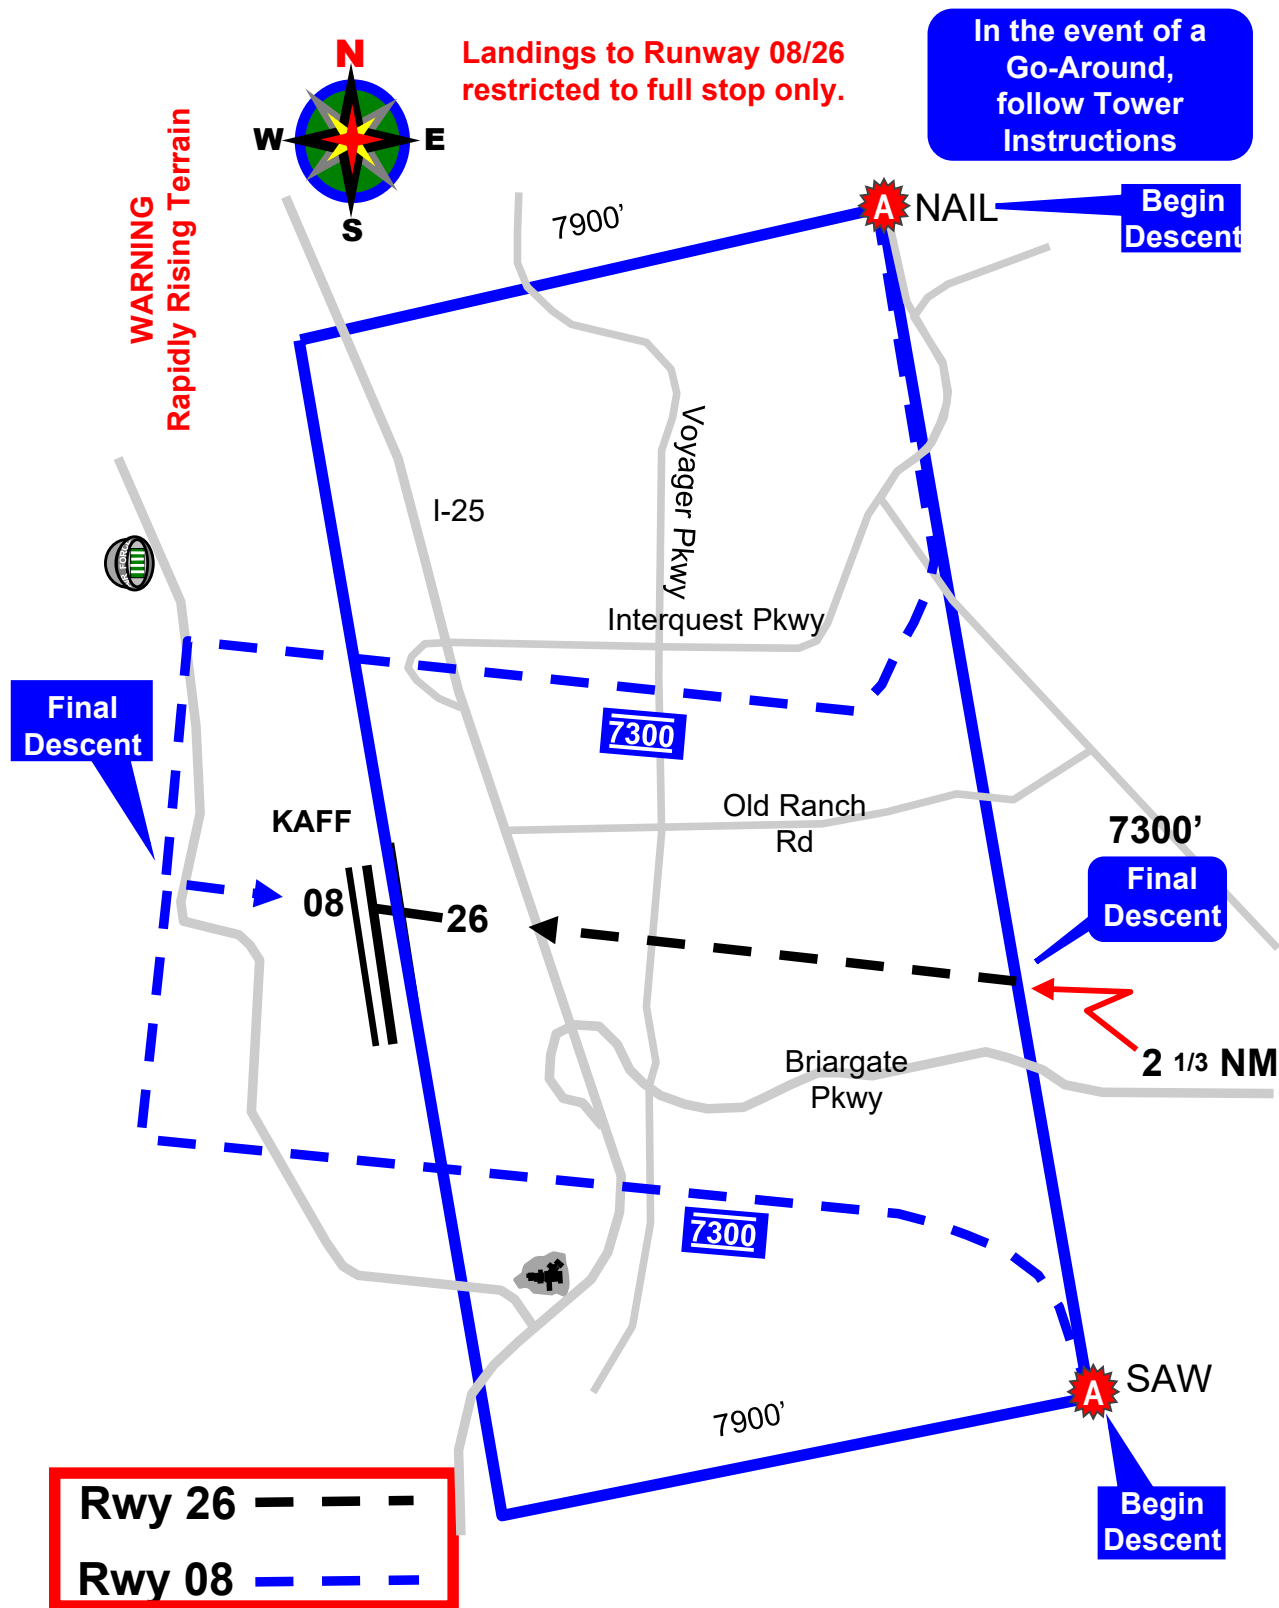 N
W
E
S
Landings to Runway 08/26
restricted to full stop only.
In the event of a
Go-Around,
follow Tower
Instructions
WARNING
Rapidly Rising Terrain
7900’
A
NAIL
Begin
Descent
Voyager Pkwy
I-25
Interquest Pkwy
Final
Descent
7300
KAFF
Old Ranch
Rd
7300’
Final
Descent
08
26
2 1/3 NM
Briargate
Pkwy
7300
A
SAW
7900’
Begin
Descent
Rwy 26
Rwy 08